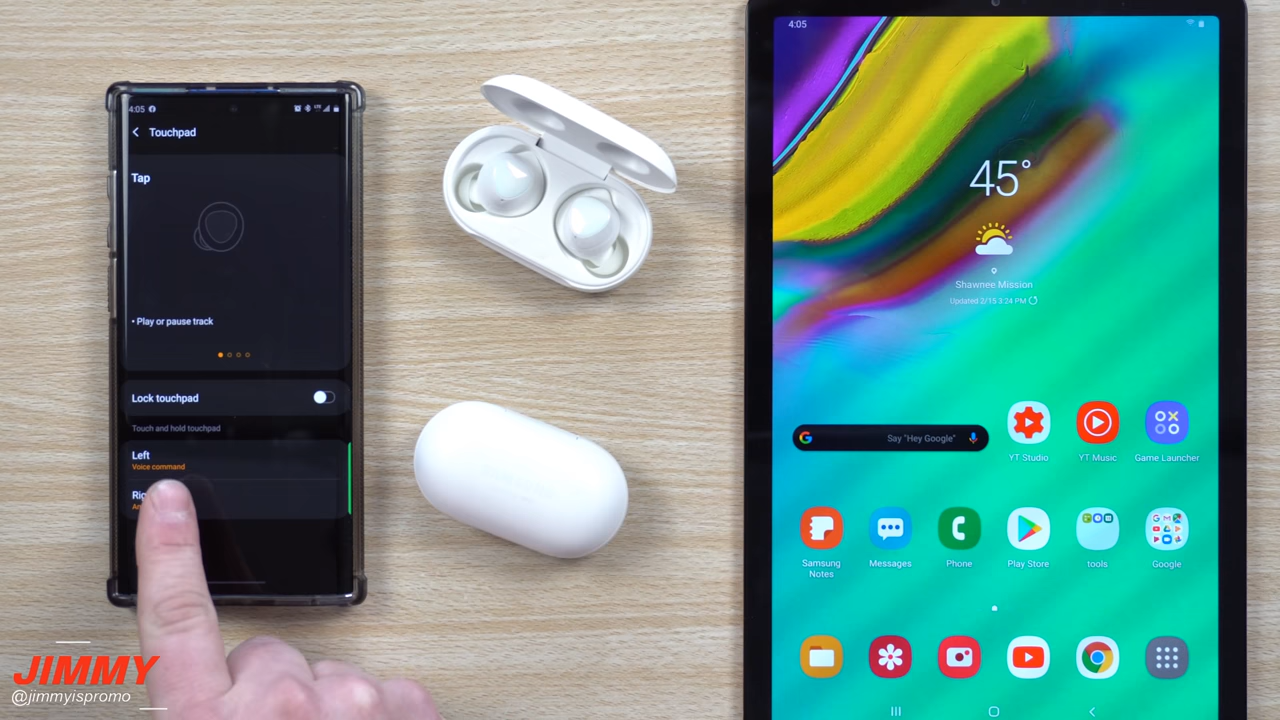 4:05
Touchpad
Tap
• Play or pause track
Lock touchpad
Touch and hold touchpad
Left
Voice command
4:05
45°
Shawnee Mission
Updated 2/15 3:24 PM
Say "Hey Google"
YT Studio
YT Music
Game Launcher
Samsung Notes
Messages
Phone
Play Store
tools
Google
JIMMY
@jimmyispromo